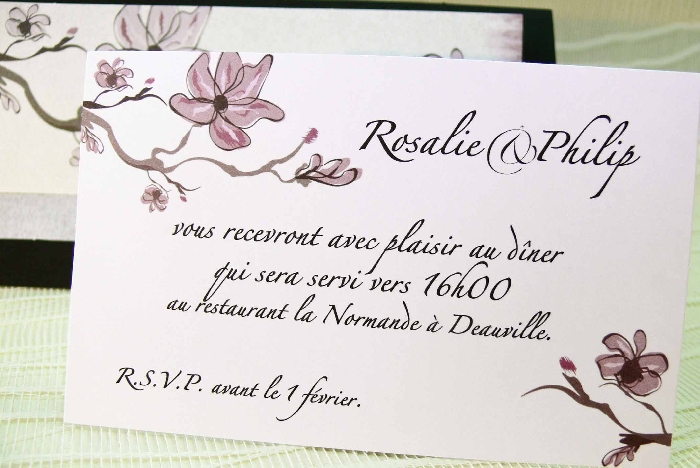 Rosalie & Philip
vous recevront avec plaisir au dîner
qui sera servi vers 16h00
au restaurant la Normande à Deauville.
R.S.V.P. avant le 1 février.